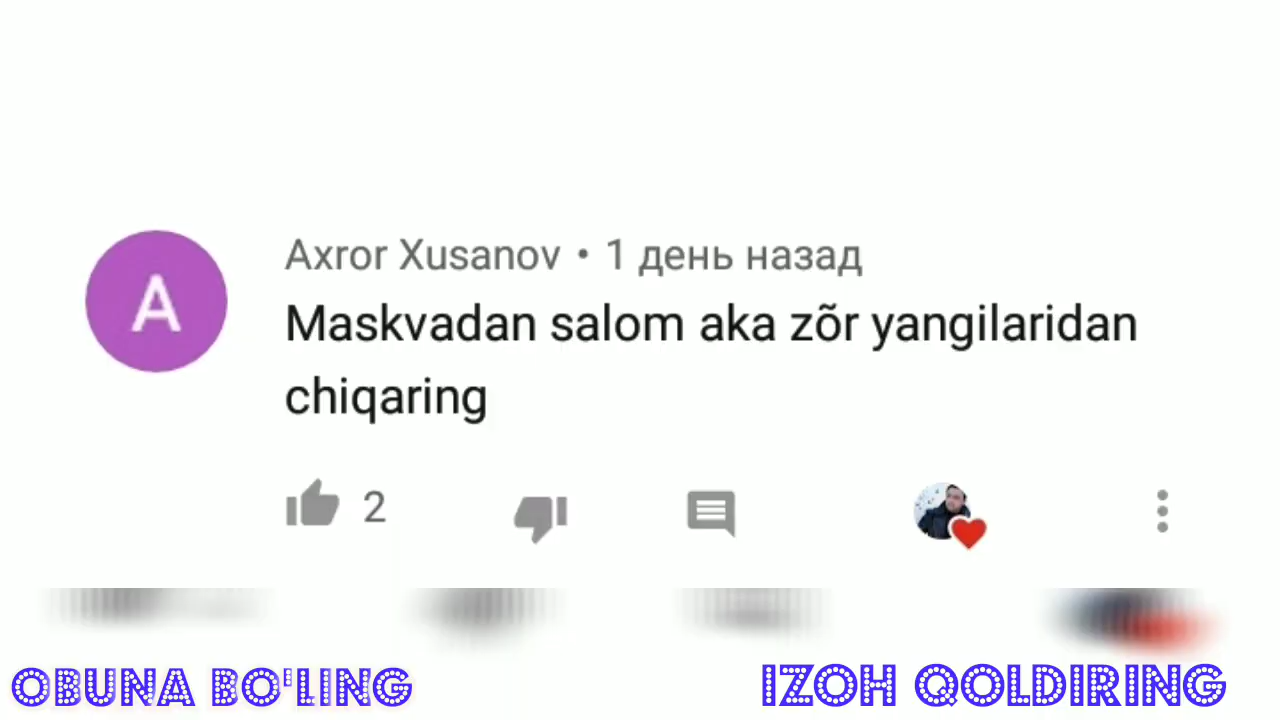 A
Axror Xusanov • 1 день назад
Maskvadan salom aka zõr yangilaridan
chiqaring
2
OBUNA BO'LING
IZOH QOLDIRING